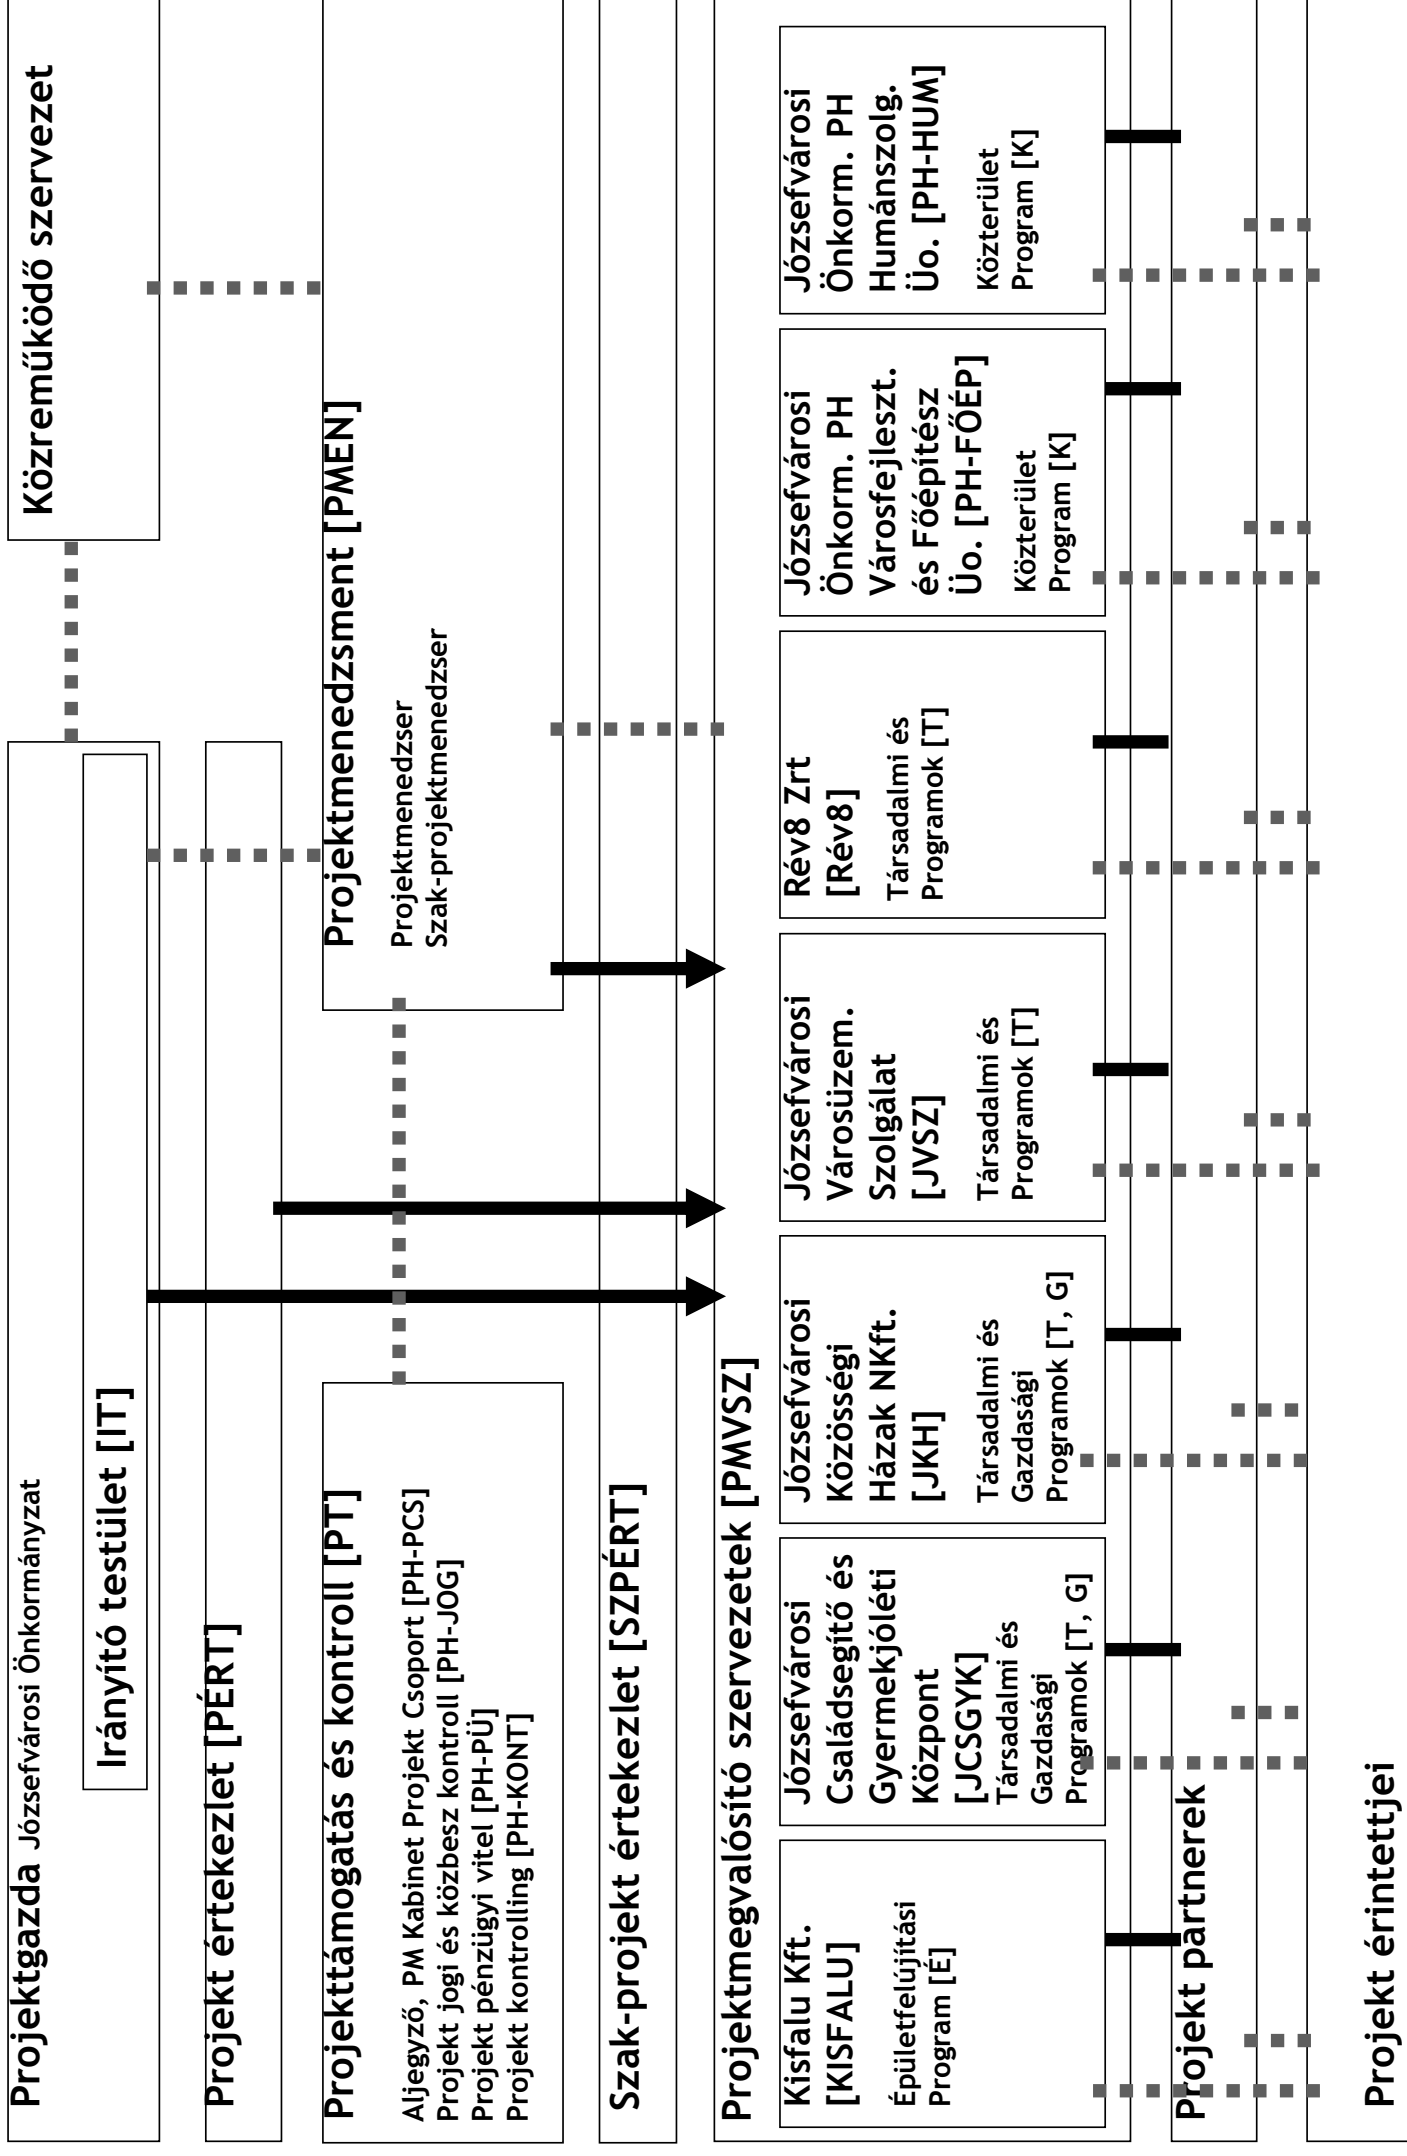 Projektgazda Józsefvárosi Önkormányzat
Irányító testület [IT]
Közreműködő szervezet
Projekt értekezlet [PÉRT]
Projekttámogatás és kontroll [PT]
Aljegyző, PM Kabinet Projekt Csoport [PH-PCS]
Projekt jogi és közbesz kontroll [PH-JOG]
Projekt pénzügyi vitel [PH-PÜ]
Projekt kontrolling [PH-KONT]
Projektmenedzsment [PMEN]
Projektmenedzser
Szak-projektmenedzser
Szak-projekt értekezlet [SZPÉRT]
Projektmegvalósító szervezetek [PMVSZ]
Kisfalu Kft.
[KISFALU]
Épületfelújítási
Program [É]
Józsefvárosi
Családsegítő és
Gyermekjóléti
Központ
[JCSGYK]
Társadalmi és
Gazdasági
Programok [T, G]
Józsefvárosi
Közösségi
Házak NKft.
[JKH]
Társadalmi és
Gazdasági
Programok [T, G]
Józsefvárosi
Városüzem.
Szolgálat
[JVSZ]
Társadalmi és
Programok [T]
Rév8 Zrt
[Rév8]
Társadalmi és
Programok [T]
Józsefvárosi
Önkorm. PH
Városfejleszt.
és Főépítész
Üo. [PH-FŐÉP]
Közterület
Program [K]
Józsefvárosi
Önkorm. PH
Humánszolg.
Üo. [PH-HUM]
Közterület
Program [K]
Projekt partnerek
Projekt érintettjei